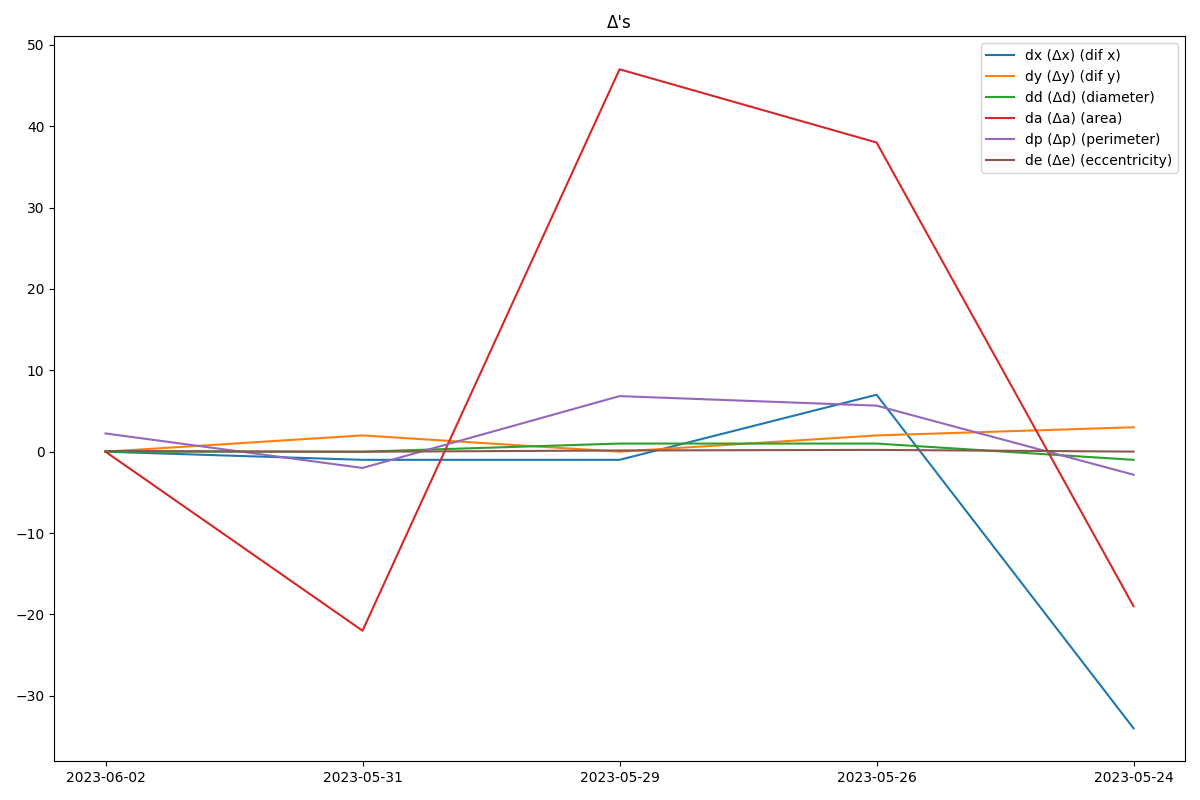 Δ's
50
40
30
20
10
0
−10
−20
−30
dx (Δx) (dif x)
dy (Δy) (dif y)
dd (Δd) (diameter)
da (Δa) (area)
dp (Δp) (perimeter)
de (Δe) (eccentricity)
2023-06-02 2023-05-31 2023-05-29 2023-05-26 2023-05-24